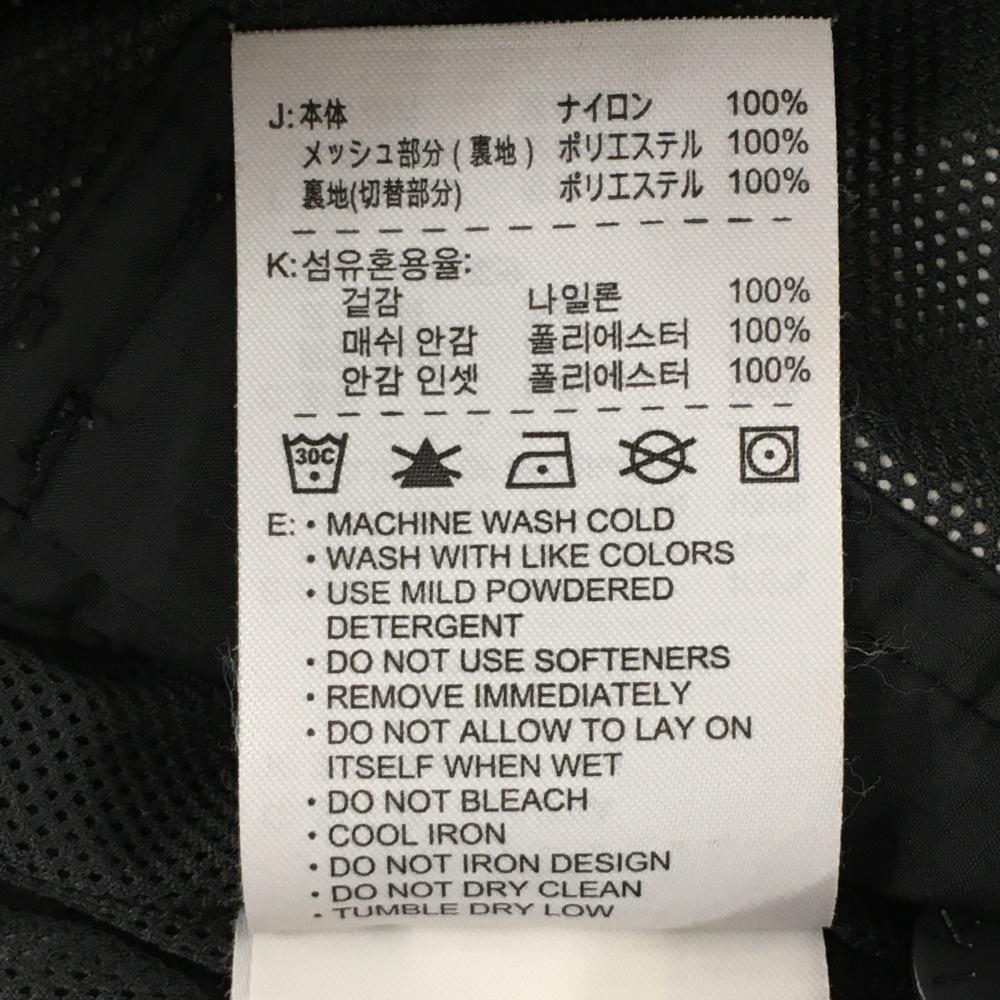 J: 本体 ナイロン 100%
メッシュ部分 ( 裏地 ) ポリエステル 100%
裏地(切替部分) ポリエステル 100%
K: 섬유혼용율:
겉감 나일론 100%
매쉬 안감 폴리에스터 100%
안감 인셋 폴리에스터 100%
30C
E: • MACHINE WASH COLD
• WASH WITH LIKE COLORS
• USE MILD POWDERED
DETERGENT
• DO NOT USE SOFTENERS
• REMOVE IMMEDIATELY
• DO NOT ALLOW TO LAY ON
ITSELF WHEN WET
• DO NOT BLEACH
• COOL IRON
• DO NOT IRON DESIGN
• DO NOT DRY CLEAN
• TUMBLE DRY LOW